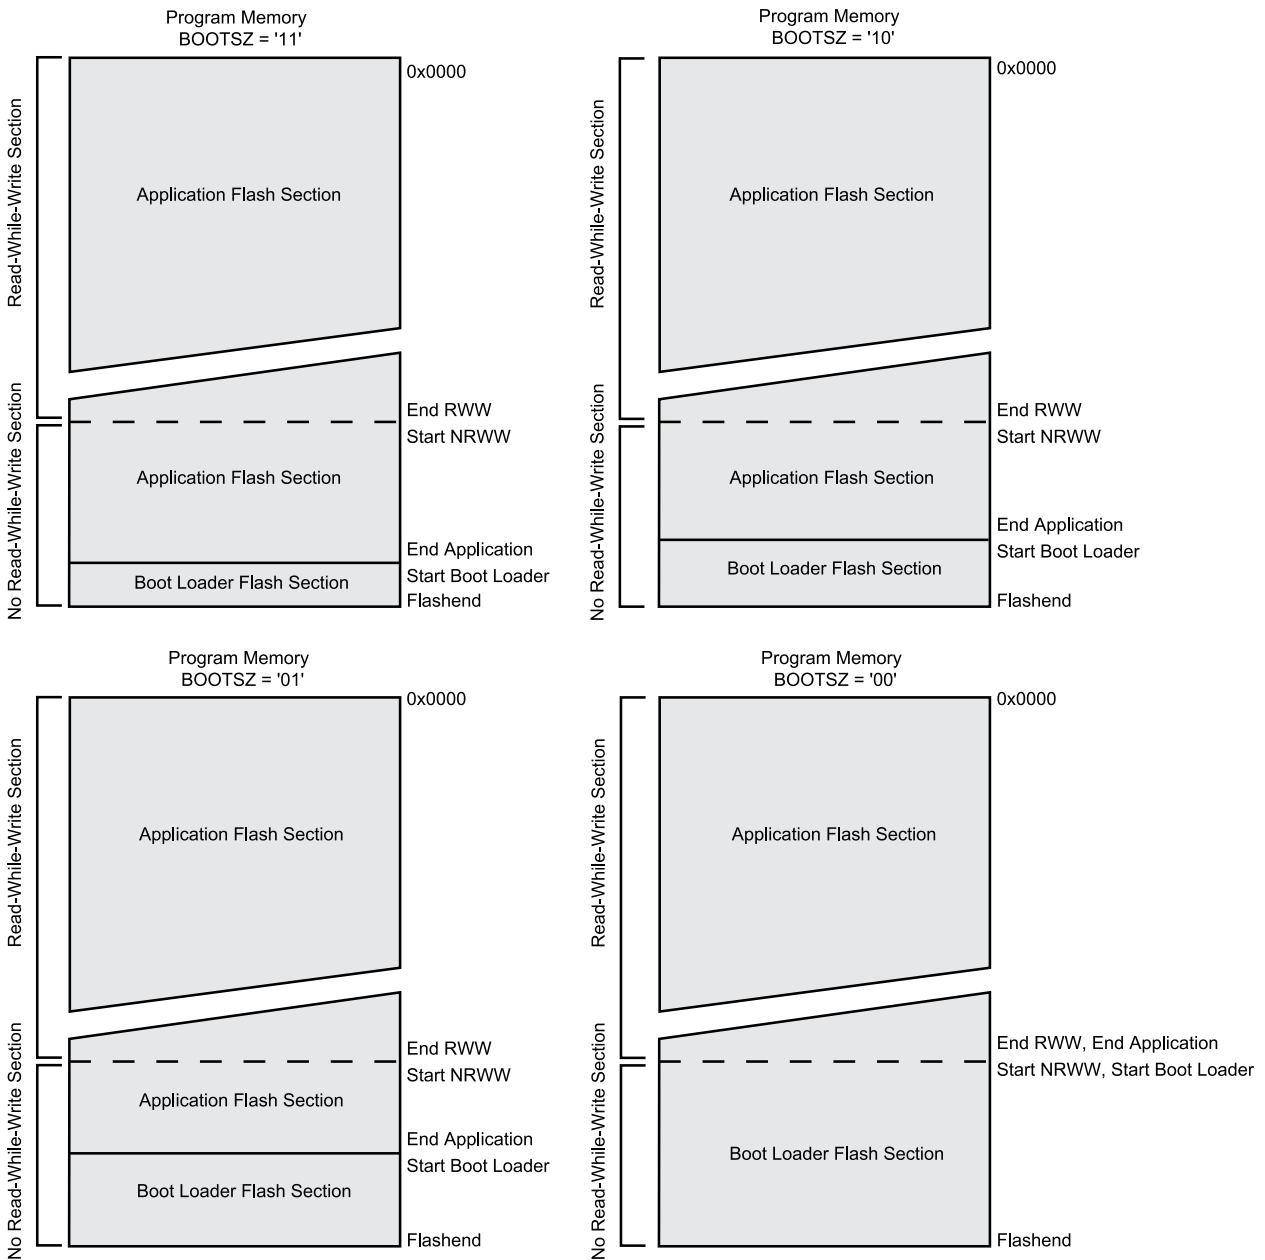 Program Memory
BOOTSZ = '11'
0x0000
Read-While-Write Section
Application Flash Section
End RWW
Start NRWW
No Read-While-Write Section
Application Flash Section
End Application
Start Boot Loader
Boot Loader Flash Section
Flashend
Program Memory
BOOTSZ = '10'
0x0000
Read-While-Write Section
Application Flash Section
End RWW
Start NRWW
No Read-While-Write Section
Application Flash Section
End Application
Start Boot Loader
Boot Loader Flash Section
Flashend
Program Memory
BOOTSZ = '01'
0x0000
Read-While-Write Section
Application Flash Section
End RWW
Start NRWW
No Read-While-Write Section
Application Flash Section
End Application
Start Boot Loader
Boot Loader Flash Section
Flashend
Program Memory
BOOTSZ = '00'
0x0000
Read-While-Write Section
Application Flash Section
End RWW, End Application
Start NRWW, Start Boot Loader
No Read-While-Write Section
Boot Loader Flash Section
Flashend